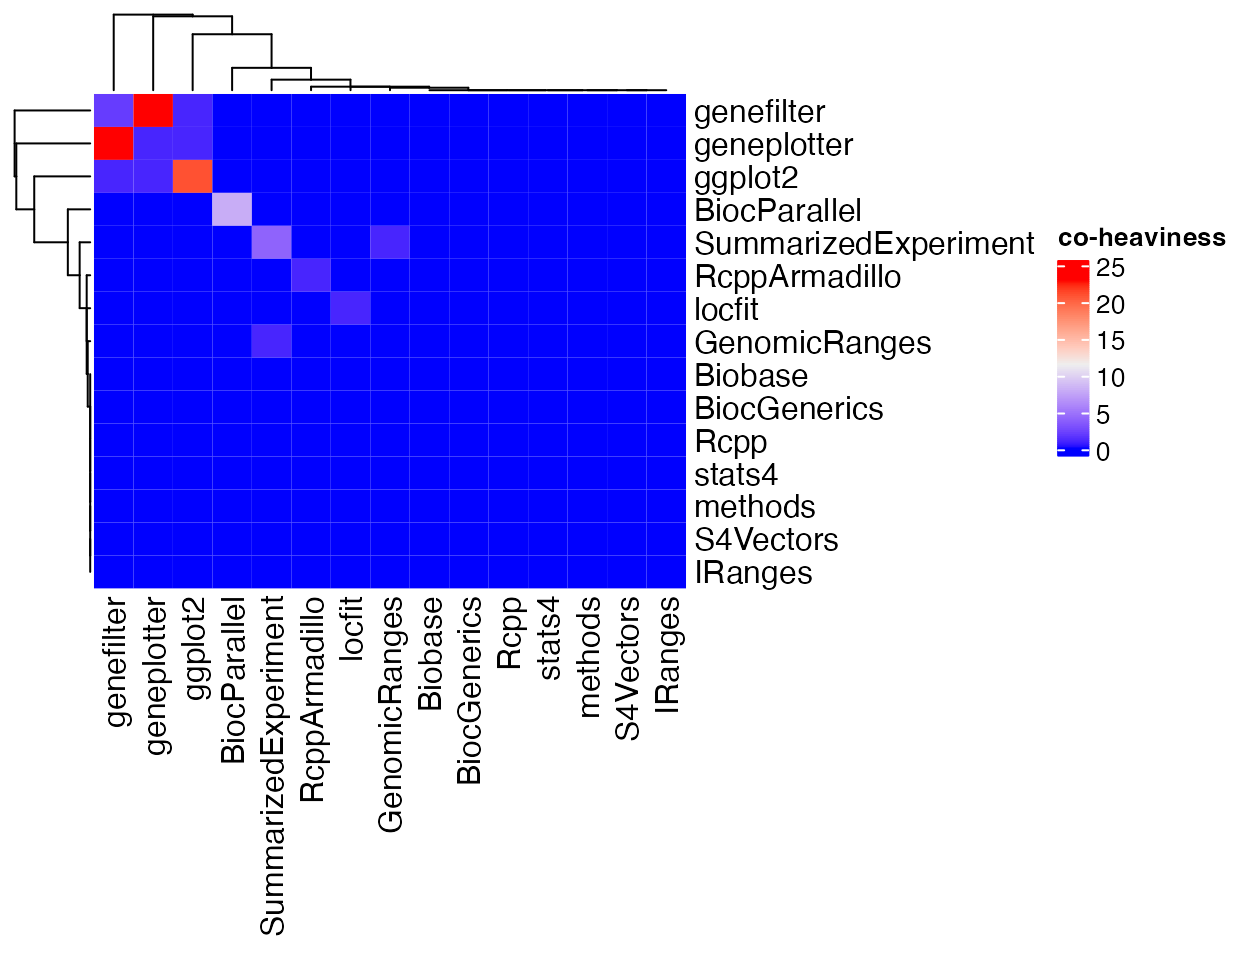 genefilter
geneplotter
ggplot2
BiocParallel
SummarizedExperiment
RcppArmadillo
locfit
GenomicRanges
Biobase
BiocGenerics
Rcpp
stats4
methods
S4Vectors
IRanges
co-heaviness
25
20
15
10
5
0
genefilter
geneplotter
ggplot2
BiocParallel
SummarizedExperiment
RcppArmadillo
locfit
GenomicRanges
Biobase
BiocGenerics
Rcpp
stats4
methods
S4Vectors
IRanges